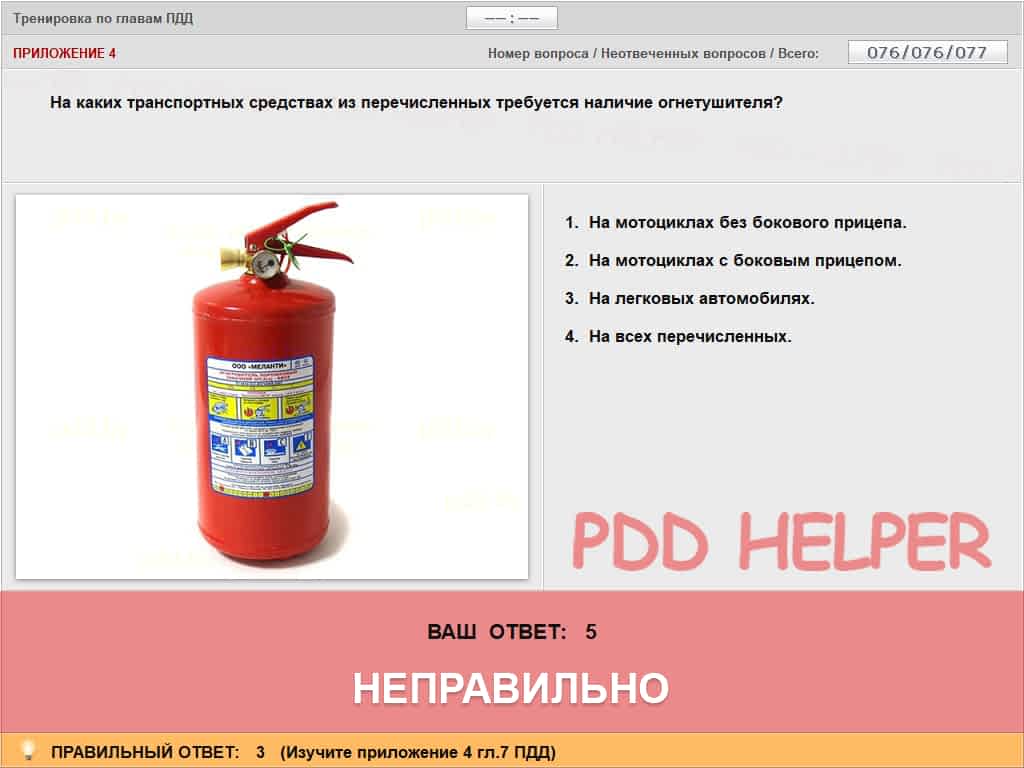 Тренировка по главам ПДД
—— : ——
ПРИЛОЖЕНИЕ 4
Номер вопроса / Неотвеченных вопросов / Всего:
076/076/077
На каких транспортных средствах из перечисленных требуется наличие огнетушителя?
1. На мотоциклах без бокового прицепа.
2. На мотоциклах с боковым прицепом.
3. На легковых автомобилях.
4. На всех перечисленных.
ООО «МЕЛАНТИ»
PDD HELPER
ВАШ ОТВЕТ: 5
НЕПРАВИЛЬНО
ПРАВИЛЬНЫЙ ОТВЕТ: 3 (Изучите приложение 4 гл.7 ПДД)